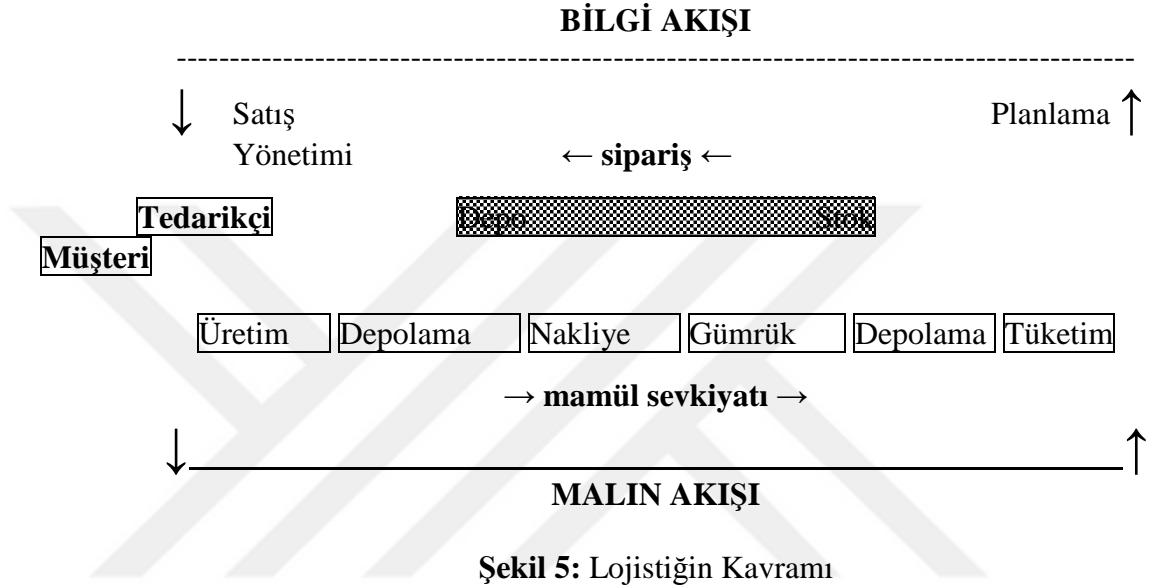 BİLGİ AKIŞI
--------------------------------------------------------------------------------------------
↓ Satış Planlama ↑
Yönetimi ← sipariş ←
Tedarikçi Depo Stok
Müşteri
Üretim Depolama Nakliye Gümrük Depolama Tüketim
→ mamül sevkiyatı →
↓ ↑
MALIN AKIŞI
Şekil 5: Lojistiğin Kavramı